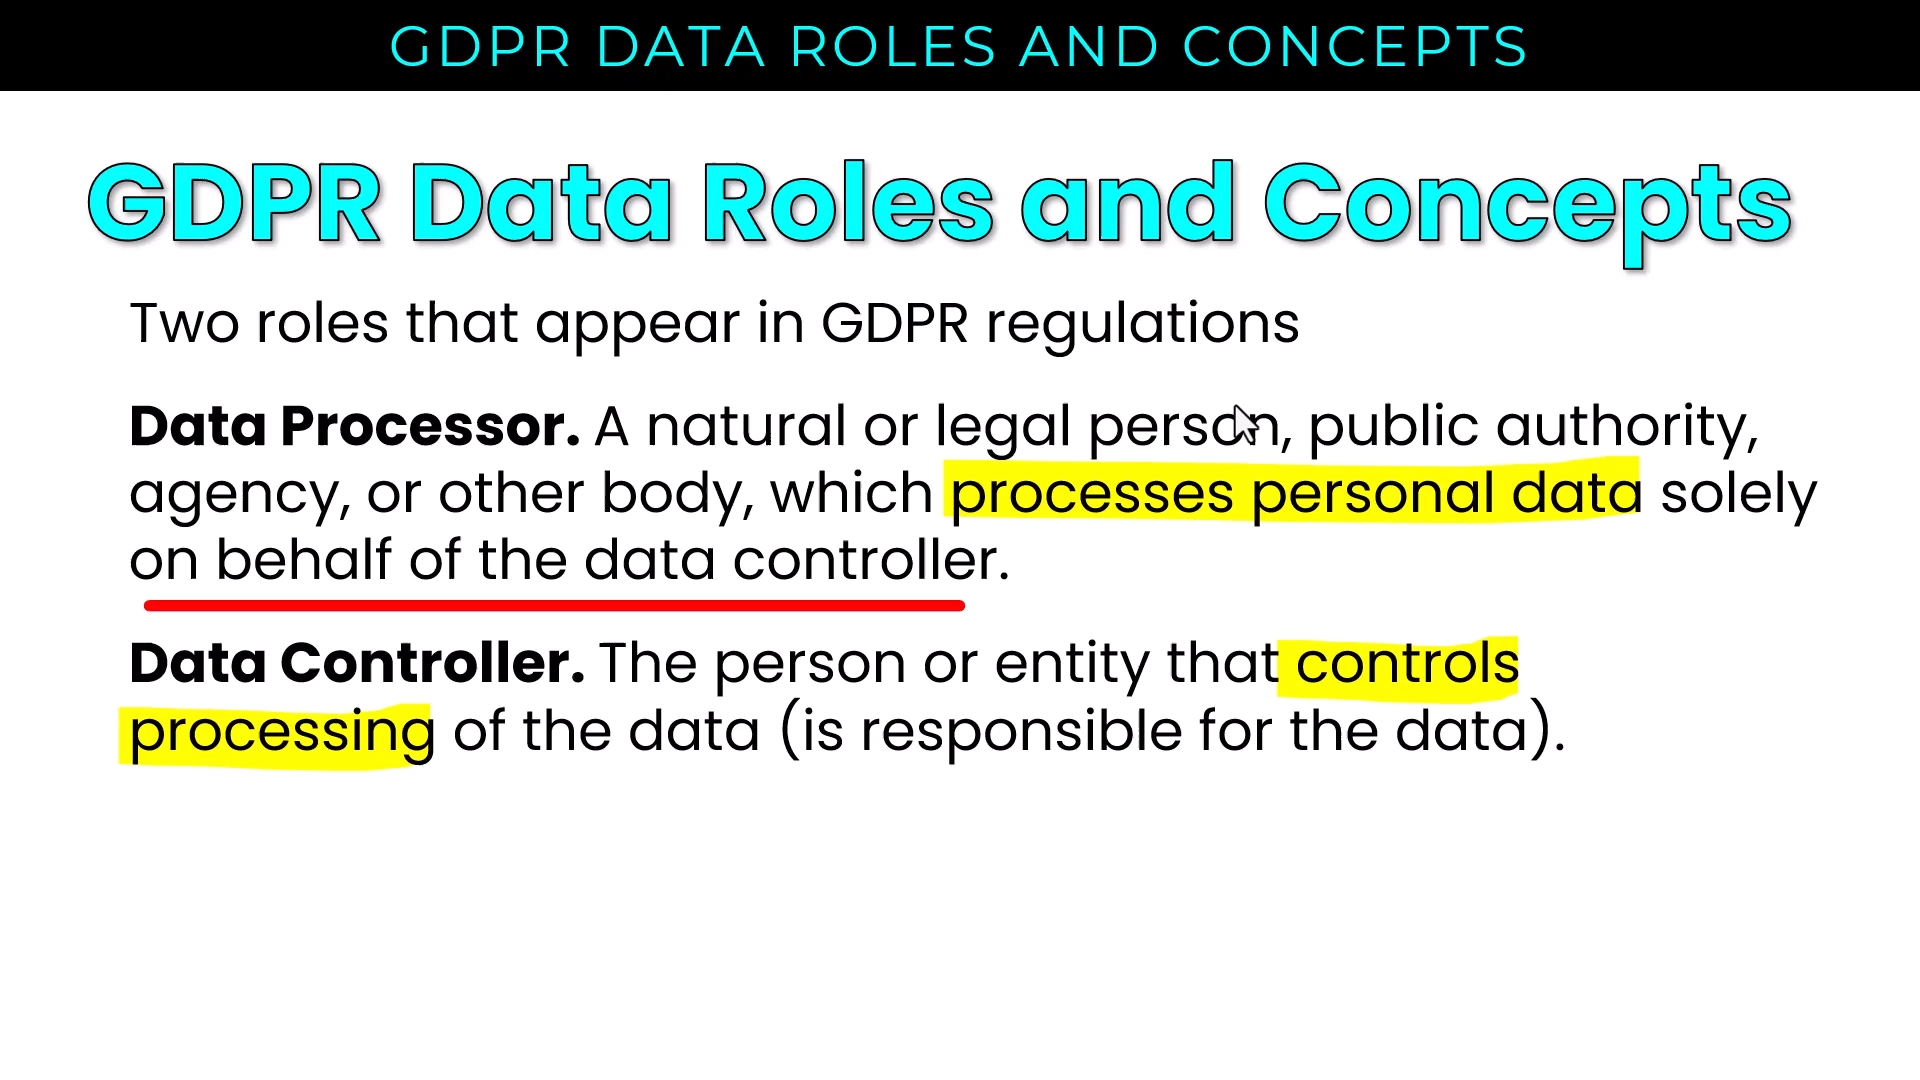 GDPR DATA ROLES AND CONCEPTS
GDPR Data Roles and Concepts
Two roles that appear in GDPR regulations
Data Processor. A natural or legal person, public authority,
agency, or other body, which processes personal data solely
on behalf of the data controller.
Data Controller. The person or entity that controls
processing of the data (is responsible for the data).